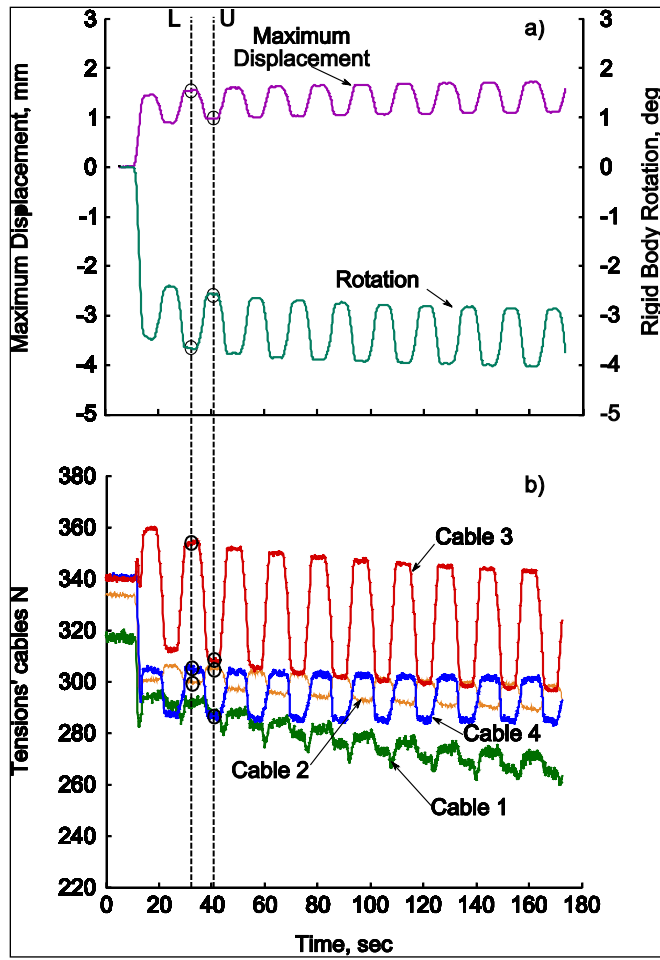 L U
a)
Maximum
Displacement
3
2
1
0
-1
-2
-3
-4
-5
Maximum Displacement, mm
3
2
1
0
-1
-2
-3
-4
-5
Rigid Body Rotation, deg
Rotation
b)
380
360
340
320
300
280
260
240
220
Tensions' cables N
Cable 3
Cable 4
Cable 2
Cable 1
0 20 40 60 80 100 120 140 160 180
Time, sec